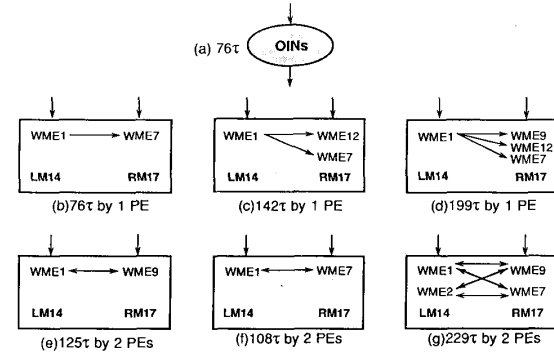 (a) 76τ
OINs
WME1 WME7
LM14 RM17
(b)76τ by 1 PE
WME1 WME12
WME7
LM14 RM17
(c)142τ by 1 PE
WME1 WME9
WME12
WME7
LM14 RM17
(d)199τ by 1 PE
WME1 WME9
LM14 RM17
(e)125τ by 2 PEs
WME1 WME7
LM14 RM17
(f)108τ by 2 PEs
WME1 WME9
WME2 WME7
LM14 RM17
(g)229τ by 2 PEs